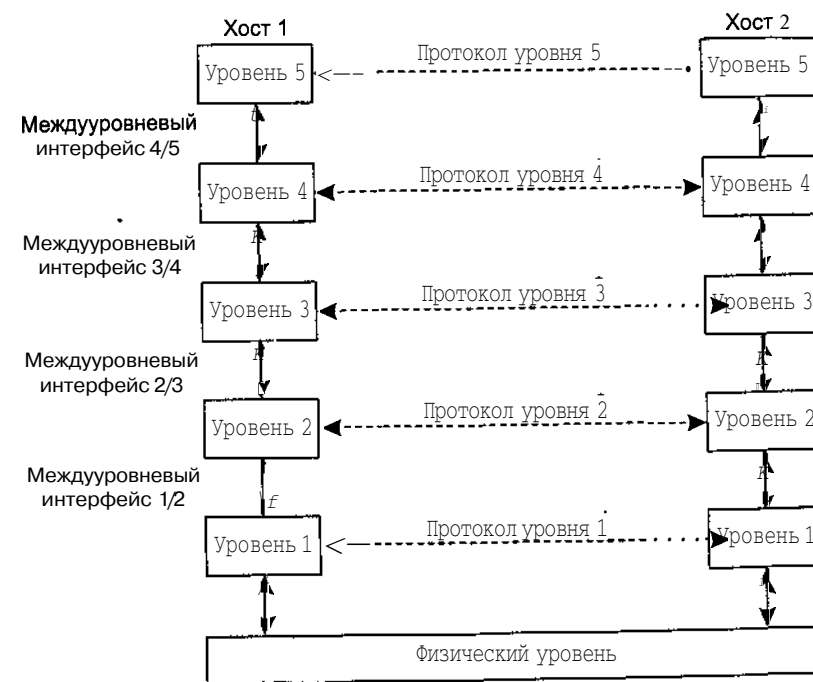 Хост 1
Хост 2
Уровень 5
Протокол уровня 5
Уровень 5
Междууровневый
интерфейс 4/5
Уровень 4
Протокол уровня 4
Уровень 4
Междууровневый
интерфейс 3/4
Уровень 3
Протокол уровня 3
Уровень 3
Междууровневый
интерфейс 2/3
Уровень 2
Протокол уровня 2
Уровень 2
Междууровневый
интерфейс 1/2
Уровень 1
Протокол уровня 1
Уровень 1
Физический уровень